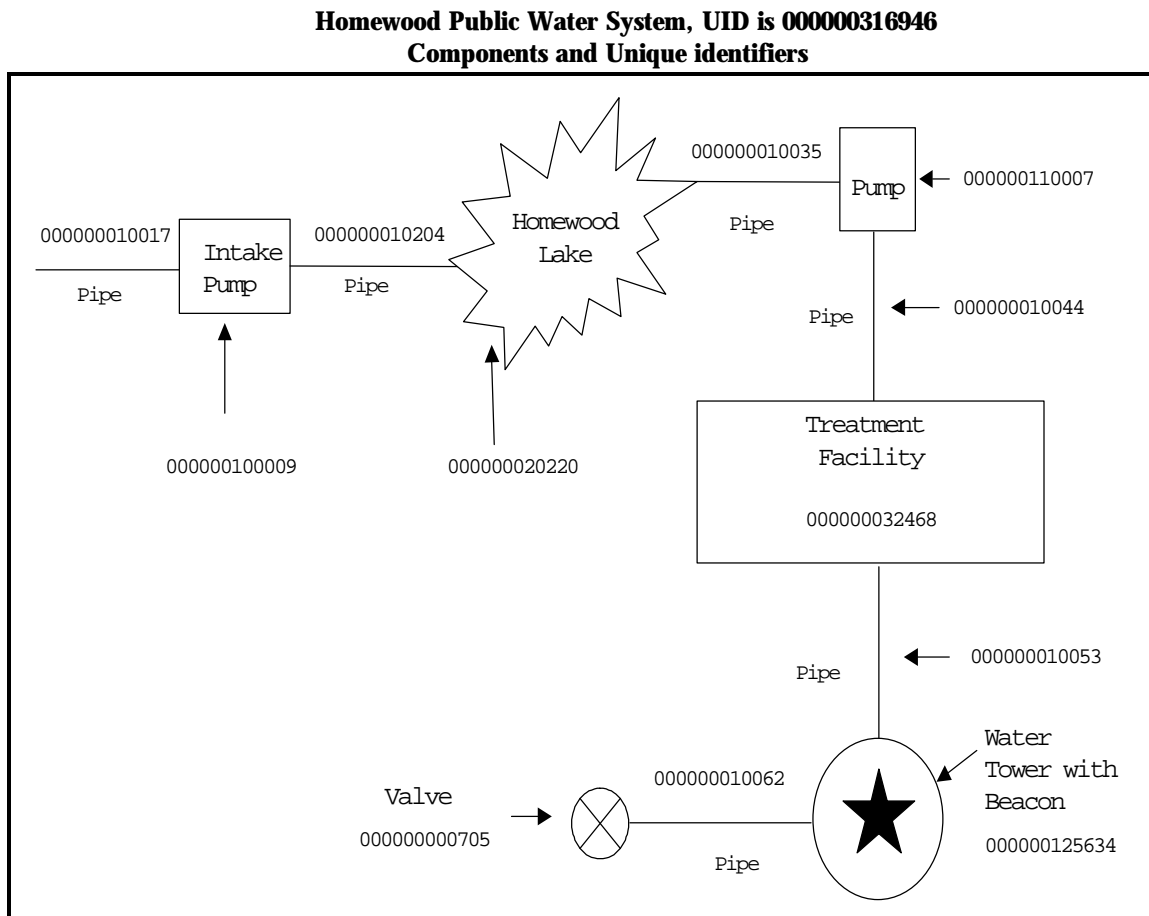 Homewood Public Water System, UID is 000000316946
Components and Unique identifiers
000000010035
Pump
000000110007
Pipe
Homewood
Lake
000000010017
Intake
Pump
000000010204
Pipe
Pipe
000000010044
Pipe
000000100009
000000020220
Treatment
Facility
000000032468
000000010053
Pipe
Water
Tower with
Beacon
000000125634
000000010062
Valve
000000000705
Pipe